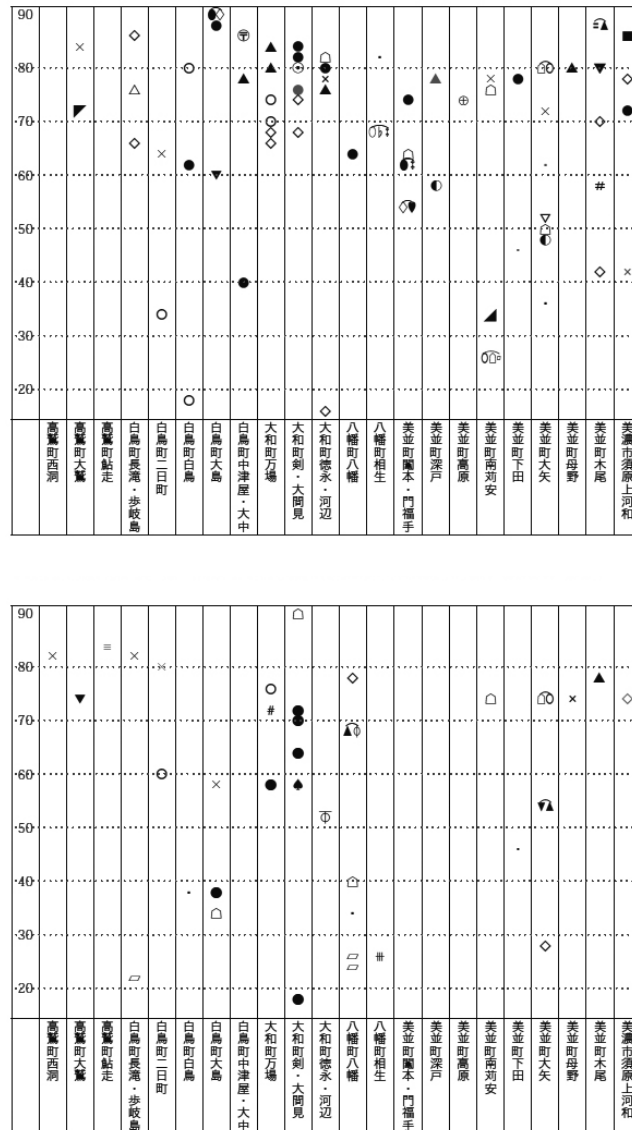 90
80
70
60
50
40
30
20
高鷲町西洞
高鷲町大鷲
高鷲町鮎走
白鳥町長滝・歩岐島
白鳥町二日町
白鳥町白鳥
白鳥町大島
白鳥町中津屋・大中
大和町万場
大和町剣・大間見
大和町徳永・河辺
八幡町八幡
八幡町相生
美並町門福手
美並町深戸
美並町高原
美並町南苅安
美並町下田
美並町大矢
美並町母野
美並町木尾
美濃市須原上河和
90
80
70
60
50
40
30
20
高鷲町西洞
高鷲町大鷲
高鷲町鮎走
白鳥町長滝・歩岐島
白鳥町二日町
白鳥町白鳥
白鳥町大島
白鳥町中津屋・大中
大和町万場
大和町剣・大間見
大和町徳永・河辺
八幡町八幡
八幡町相生
美並町門福手
美並町深戸
美並町高原
美並町南苅安
美並町下田
美並町大矢
美並町母野
美並町木尾
美濃市須原上河和